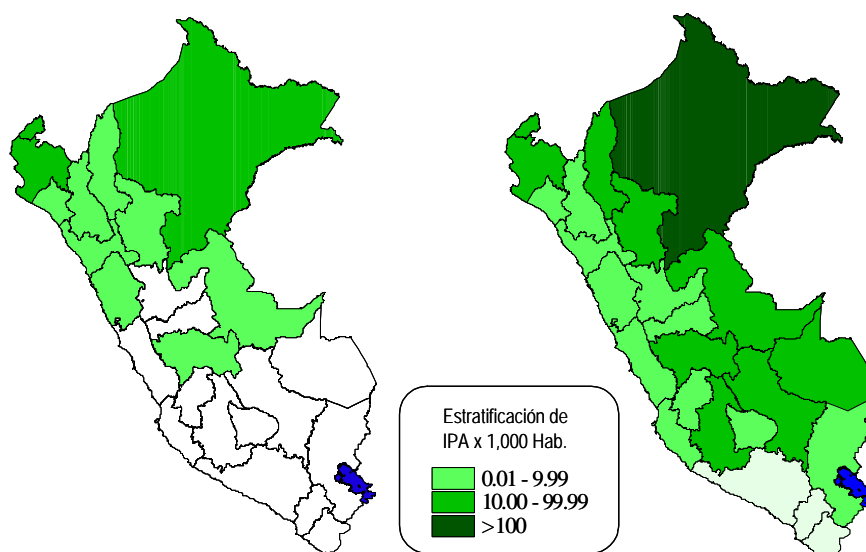 Estratificación de
IPA x 1,000 Hab.
0.01 - 9.99
10.00 - 99.99
>100